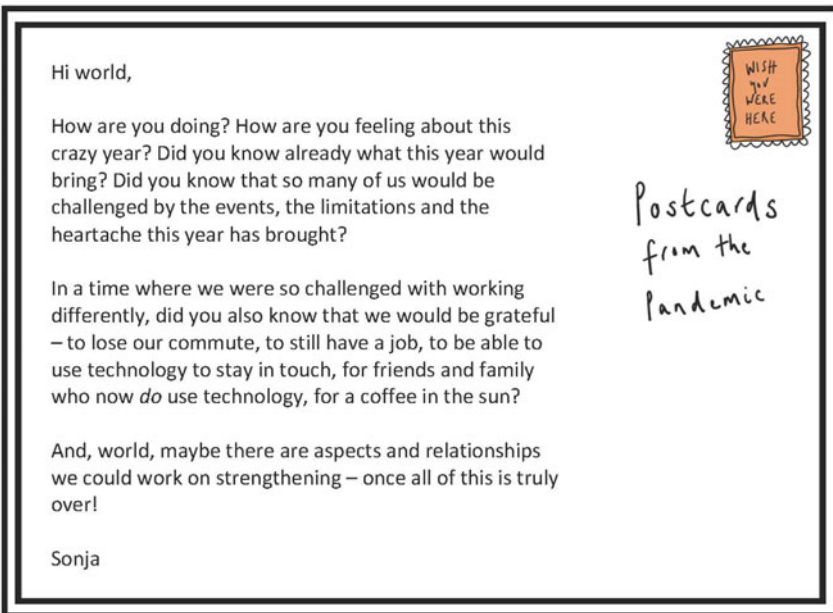 Hi world,
How are you doing? How are you feeling about this
crazy year? Did you know already what this year would
bring? Did you know that so many of us would be
challenged by the events, the limitations and the
heartache this year has brought?
In a time where we were so challenged with working
differently, did you also know that we would be grateful
– to lose our commute, to still have a job, to be able to
use technology to stay in touch, for friends and family
who now do use technology, for a coffee in the sun?
And, world, maybe there are aspects and relationships
we could work on strengthening – once all of this is truly
over!
Sonja
WISH
you
WERE
HERE
Postcards
from the
Pandemic